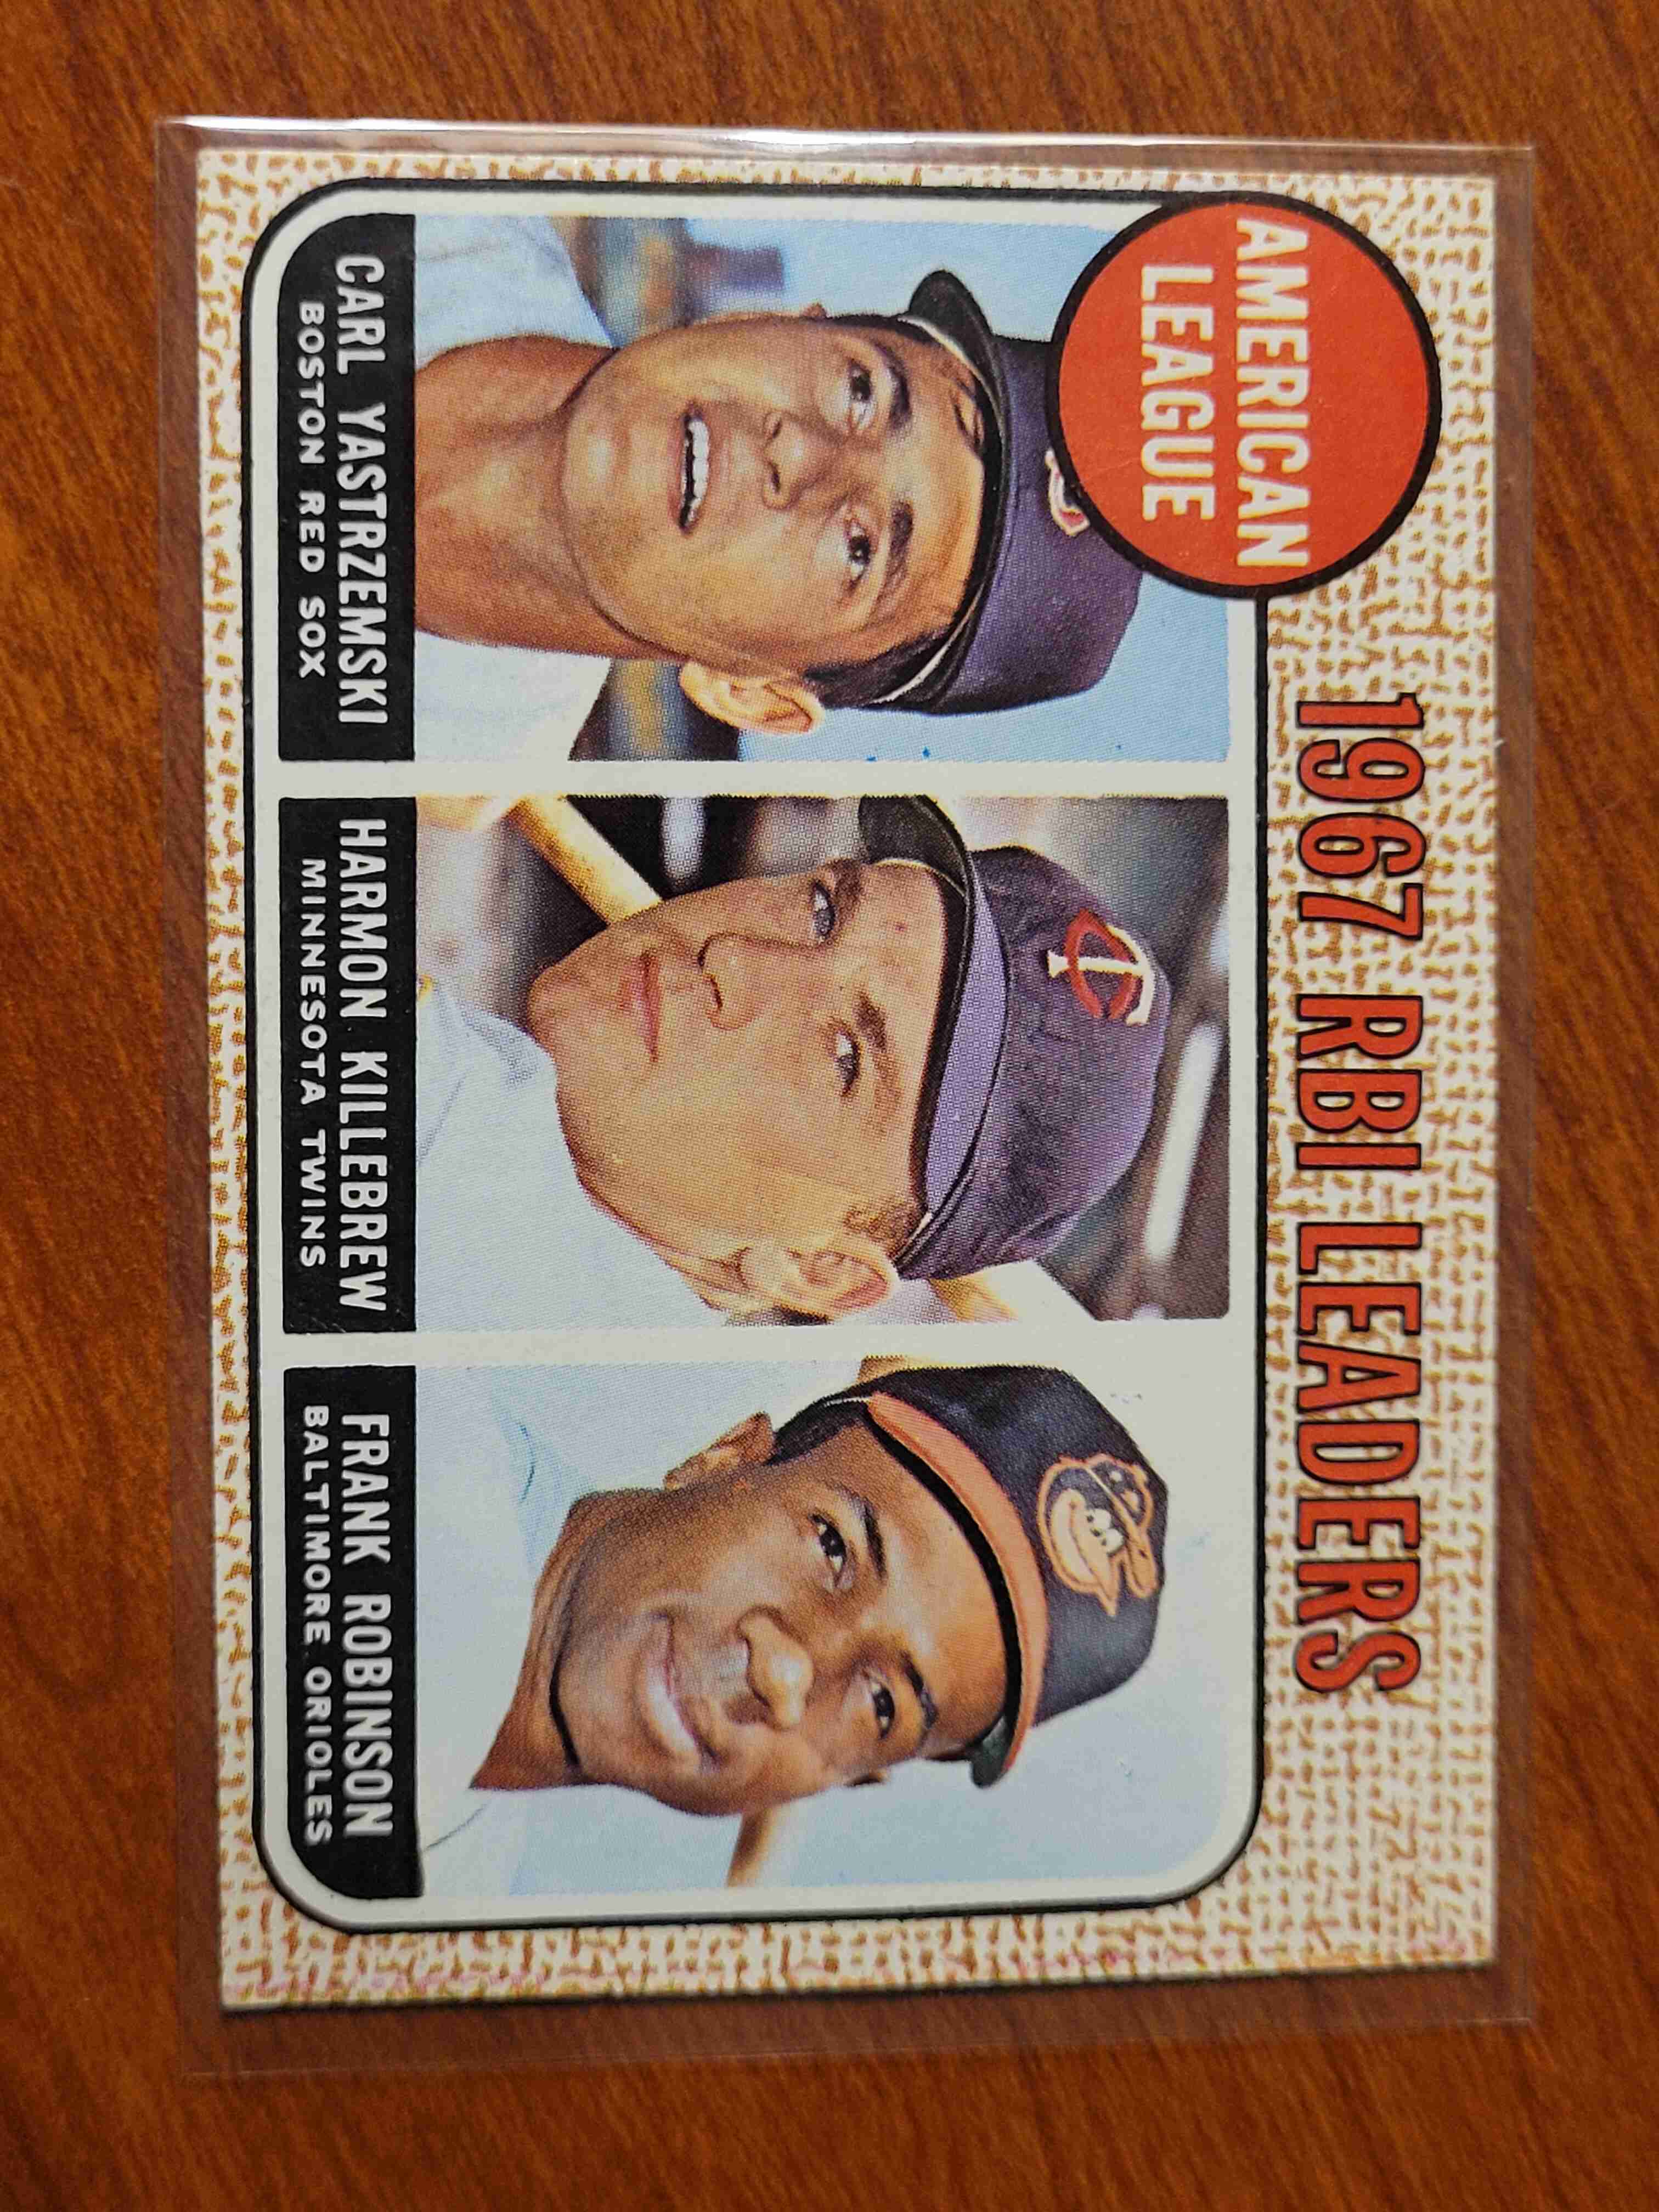 AMERICAN
LEAGUE
1967 RBI LEADERS
CARL YASTRZEMSKI
BOSTON RED SOX
HARMON KILLEBREW
MINNESOTA TWINS
FRANK ROBINSON
BALTIMORE ORIOLES